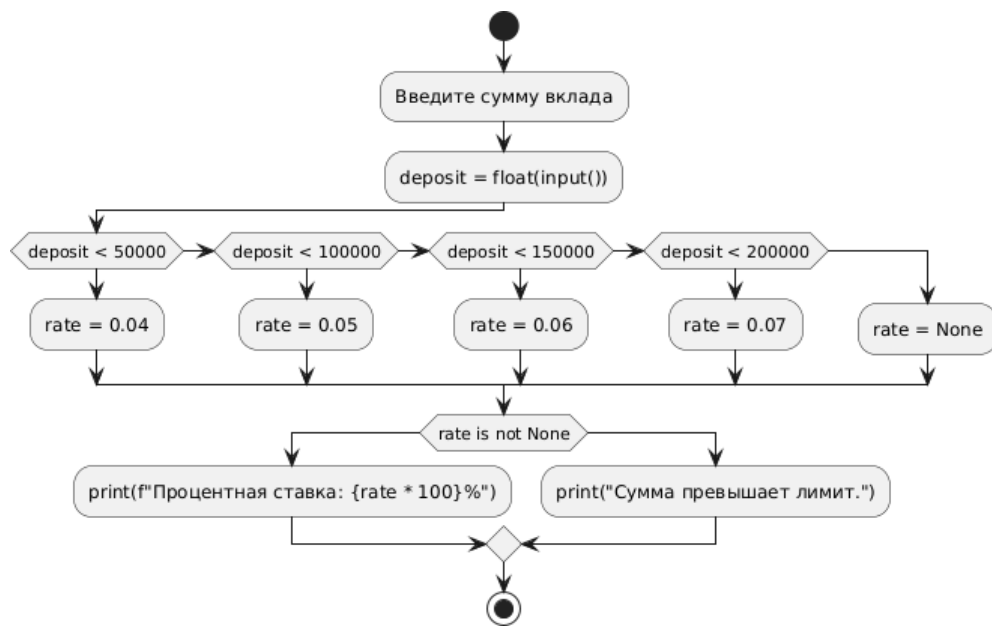 Введите сумму вклада
deposit = float(input())
deposit < 50000
deposit < 100000
deposit < 150000
deposit < 200000
rate = 0.04
rate = 0.05
rate = 0.06
rate = 0.07
rate = None
rate is not None
print(f"Процентная ставка: {rate * 100}%")
print("Сумма превышает лимит.")